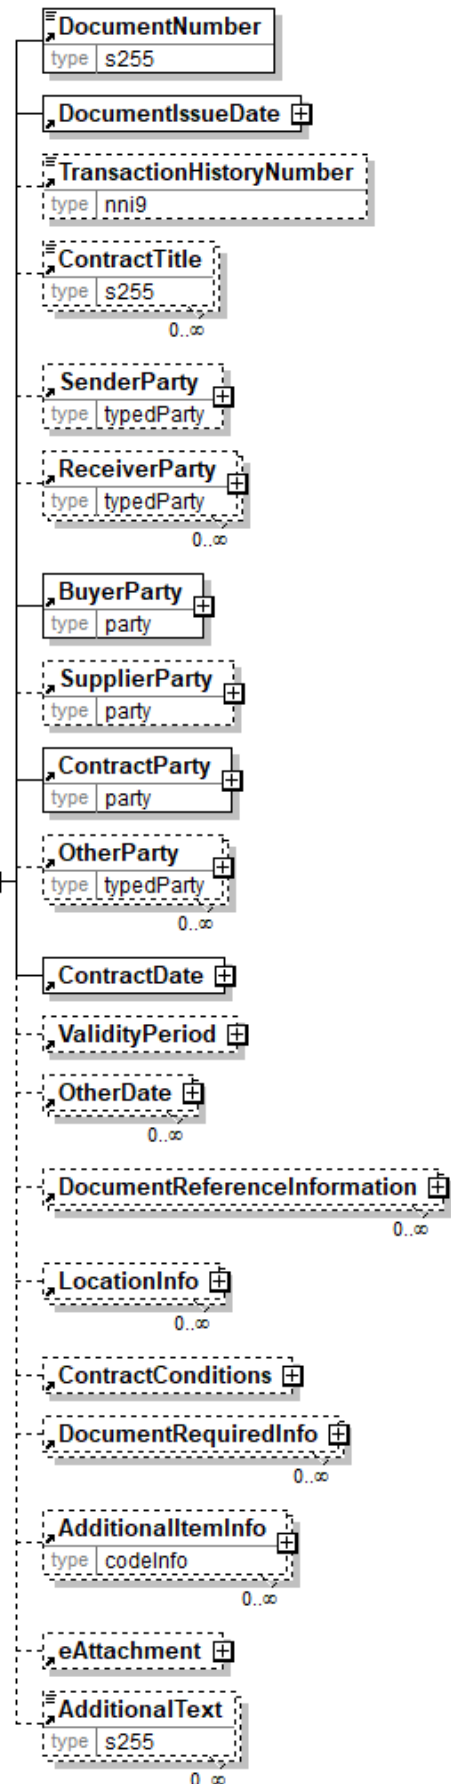 DocumentNumber
type s255
DocumentIssueDate
TransactionHistoryNumber
type nni9
ContractTitle
type s255
0..∞
SenderParty
type typedParty
ReceiverParty
type typedParty
0..∞
BuyerParty
type party
SupplierParty
type party
ContractParty
type party
OtherParty
type typedParty
0..∞
ContractDate
ValidityPeriod
OtherDate
0..∞
DocumentReferenceInformation
0..∞
LocationInfo
0..∞
ContractConditions
DocumentRequiredInfo
0..∞
AdditionalItemInfo
type codeInfo
0..∞
eAttachment
AdditionalText
type s255
0..∞